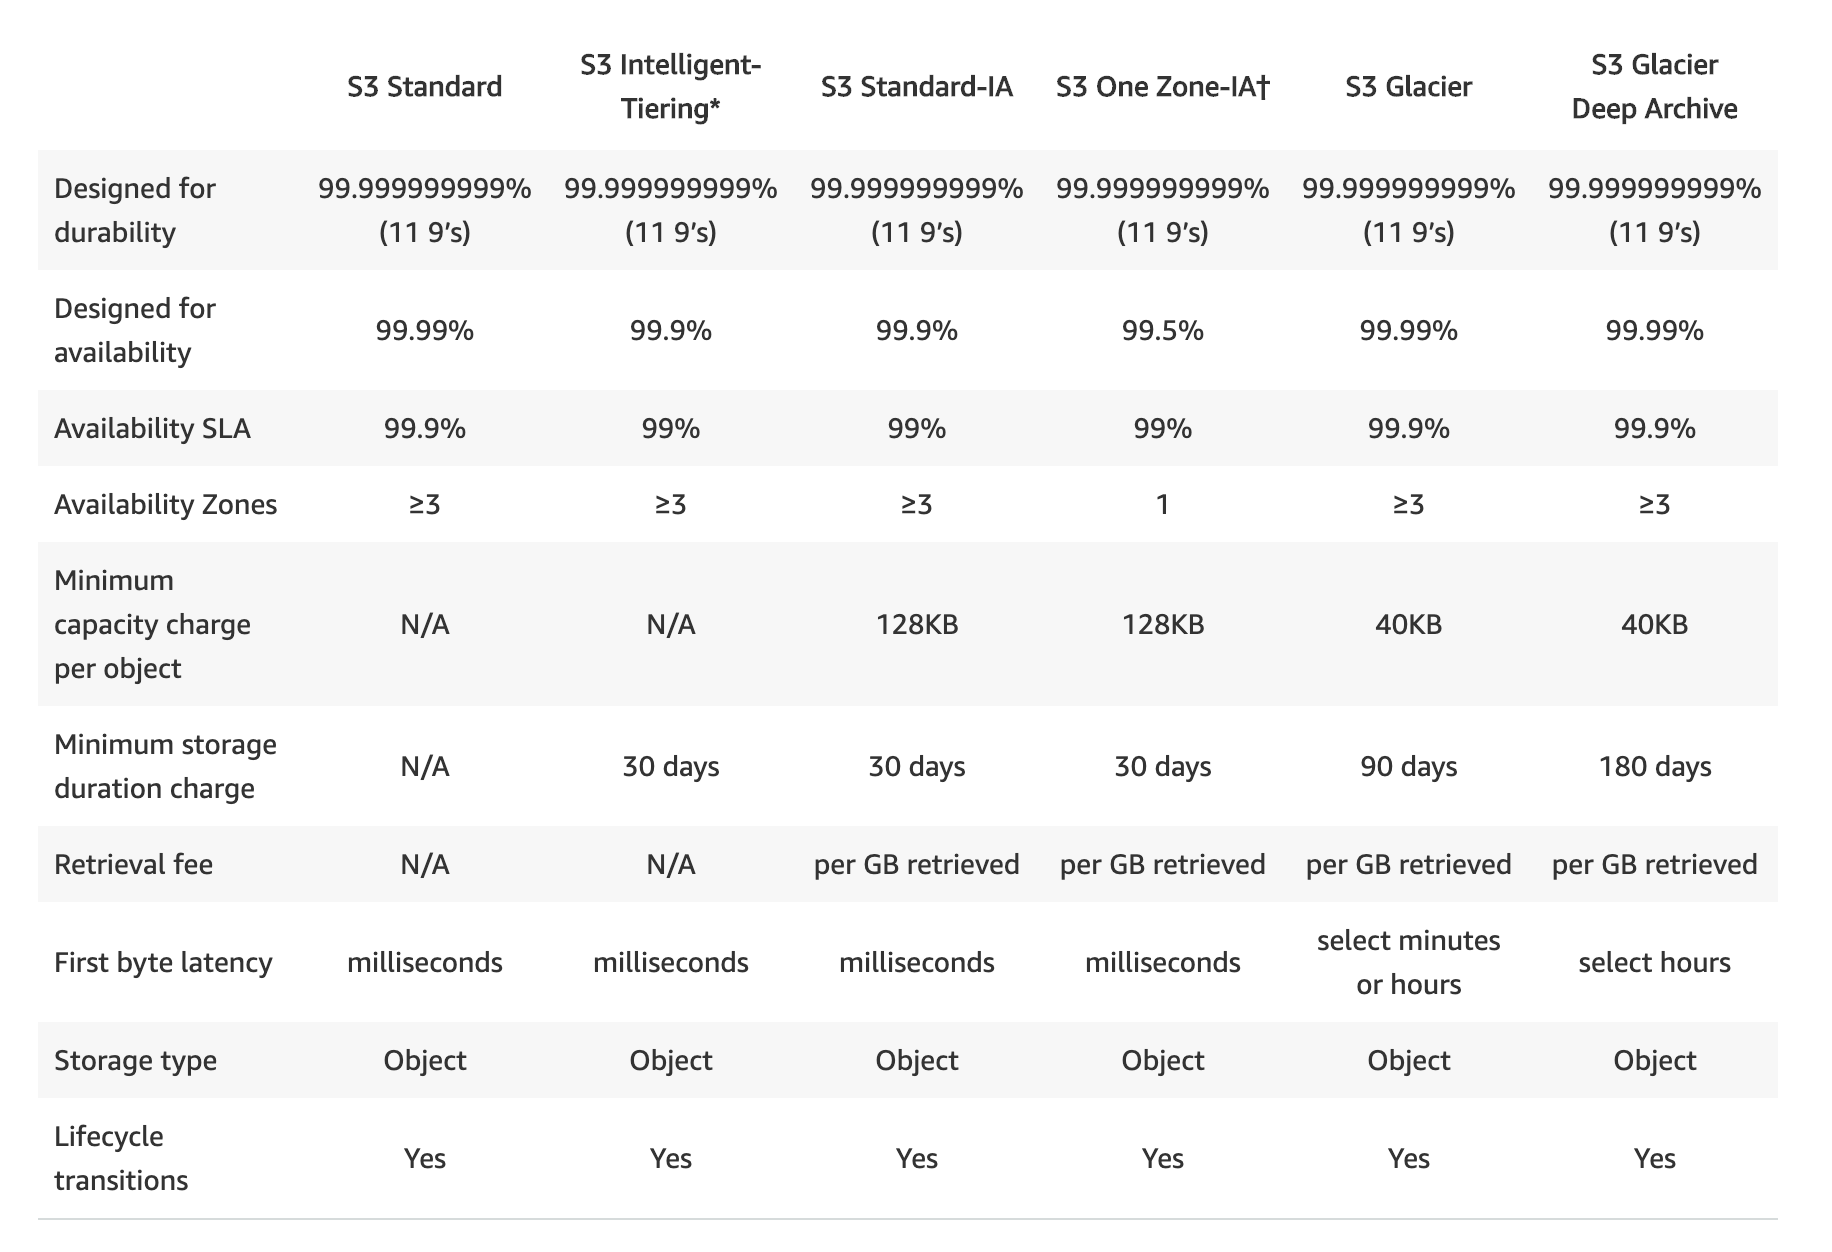 S3 Standard S3 Intelligent-Tiering* S3 Standard-IA S3 One Zone-IA† S3 Glacier S3 Glacier Deep Archive
Designed for durability 99.999999999% (11 9’s) 99.999999999% (11 9’s) 99.999999999% (11 9’s) 99.999999999% (11 9’s) 99.999999999% (11 9’s) 99.999999999% (11 9’s)
Designed for availability 99.99% 99.9% 99.9% 99.5% 99.99% 99.99%
Availability SLA 99.9% 99% 99% 99% 99.9% 99.9%
Availability Zones ≥3 ≥3 ≥3 1 ≥3 ≥3
Minimum capacity charge per object N/A N/A 128KB 128KB 40KB 40KB
Minimum storage duration charge N/A 30 days 30 days 30 days 90 days 180 days
Retrieval fee N/A N/A per GB retrieved per GB retrieved per GB retrieved per GB retrieved
First byte latency milliseconds milliseconds milliseconds milliseconds select minutes or hours select hours
Storage type Object Object Object Object Object Object
Lifecycle transitions Yes Yes Yes Yes Yes Yes